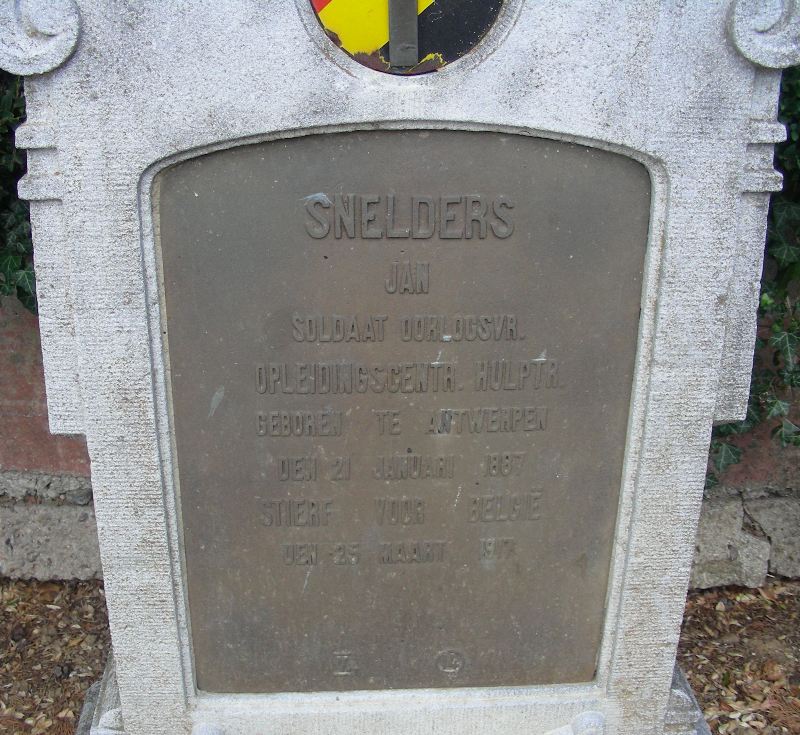 SNELDERS
JAN
SOLDAAT OORLOGSVR.
OPLEIDINGSCENTR. HULPTR.
GEBOREN TE ANTWERPEN
DEN 21 JANUARI 1887
STIERF VOOR BELGIE
DEN 25 MAART 1917